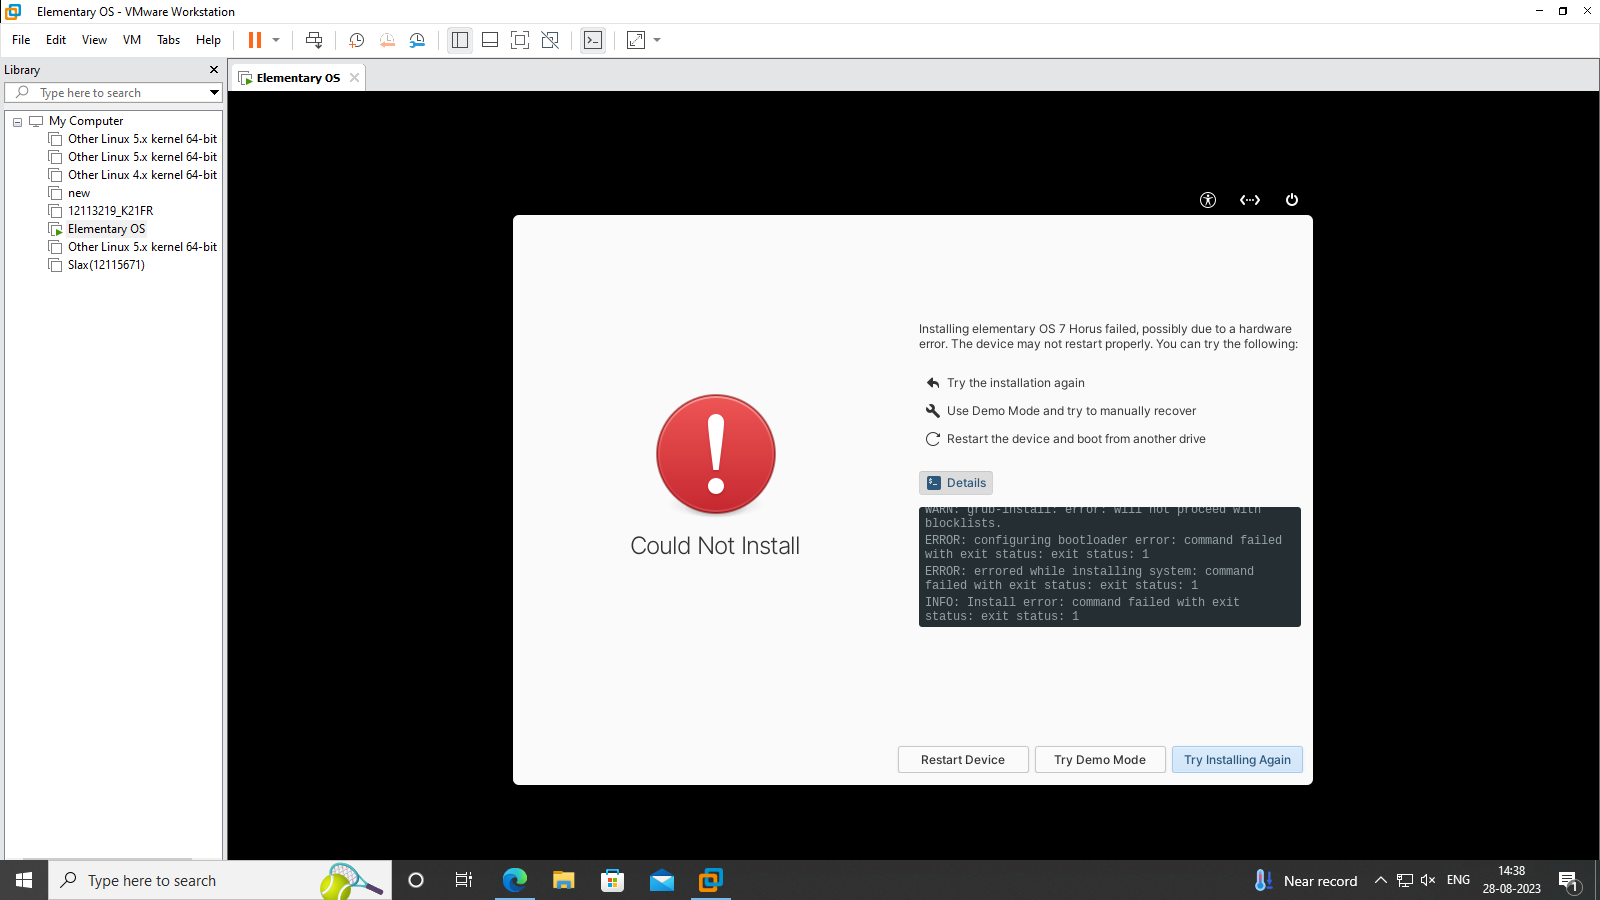 Elementary OS - VMware Workstation
File Edit View VM Tabs Help
Library
Type here to search
Elementary OS
My Computer
Other Linux 5.x kernel 64-bit
Other Linux 5.x kernel 64-bit
Other Linux 4.x kernel 64-bit
new
12113219_K21FR
Elementary OS
Other Linux 5.x kernel 64-bit
Slax(12115671)
Could Not Install
Installing elementary OS 7 Horus failed, possibly due to a hardware
error. The device may not restart properly. You can try the following:
Try the installation again
Use Demo Mode and try to manually recover
Restart the device and boot from another drive
Details
WARN: grub-install: error: will not proceed with
blocklists.
ERROR: configuring bootloader error: command failed
with exit status: exit status: 1
ERROR: errored while installing system: command
failed with exit status: exit status: 1
INFO: Install error: command failed with exit
status: exit status: 1
Restart Device
Try Demo Mode
Try Installing Again
Type here to search
Near record
ENG
14:38
28-08-2023
1